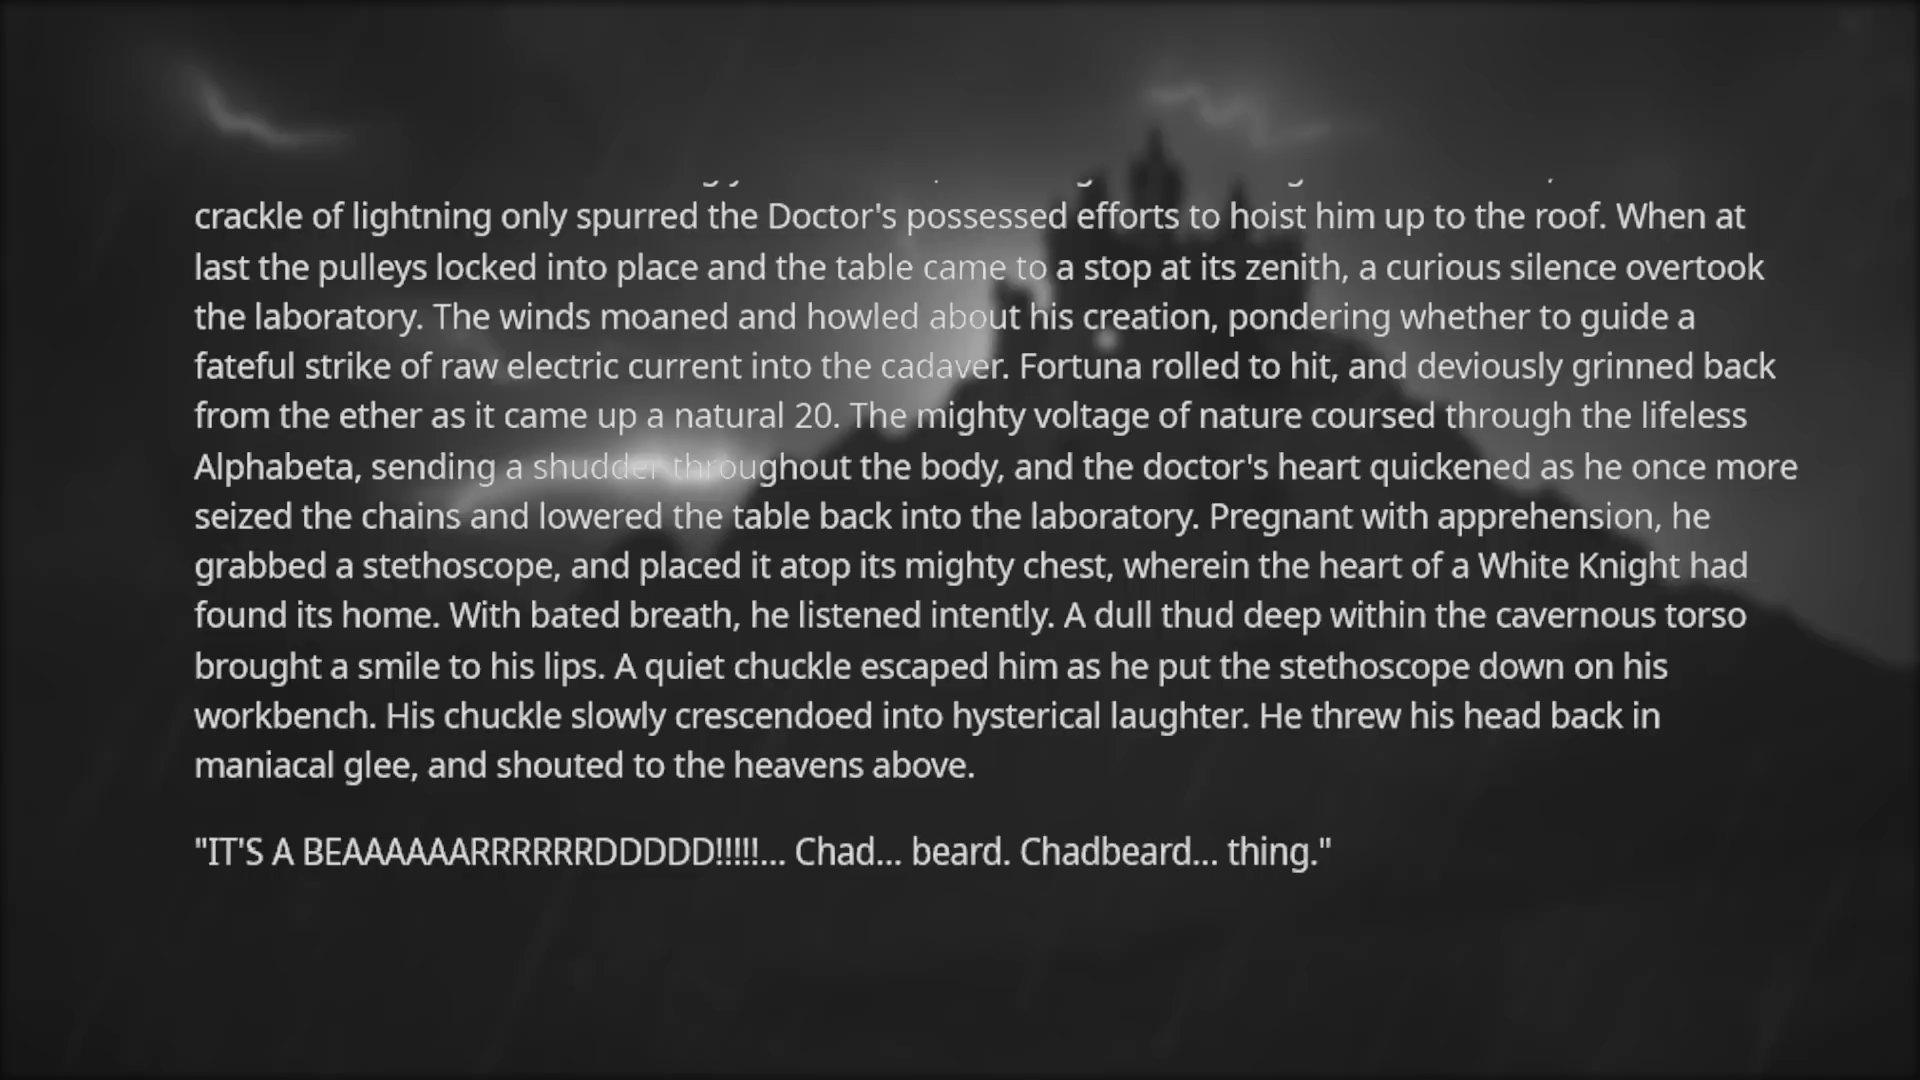 crackle of lightning only spurred the Doctor's possessed efforts to hoist him up to the roof. When at
last the pulleys locked into place and the table came to a stop at its zenith, a curious silence overtook
the laboratory. The winds moaned and howled about his creation, pondering whether to guide a
fateful strike of raw electric current into the cadaver. Fortuna rolled to hit, and deviously grinned back
from the ether as it came up a natural 20. The mighty voltage of nature coursed through the lifeless
Alphabeta, sending a shudder throughout the body, and the doctor's heart quickened as he once more
seized the chains and lowered the table back into the laboratory. Pregnant with apprehension, he
grabbed a stethoscope, and placed it atop its mighty chest, wherein the heart of a White Knight had
found its home. With bated breath, he listened intently. A dull thud deep within the cavernous torso
brought a smile to his lips. A quiet chuckle escaped him as he put the stethoscope down on his
workbench. His chuckle slowly crescendoed into hysterical laughter. He threw his head back in
maniacal glee, and shouted to the heavens above.
"IT'S A BEAAAAAARRRRRRDDDDD!!!!!... Chad... beard. Chadbeard... thing."